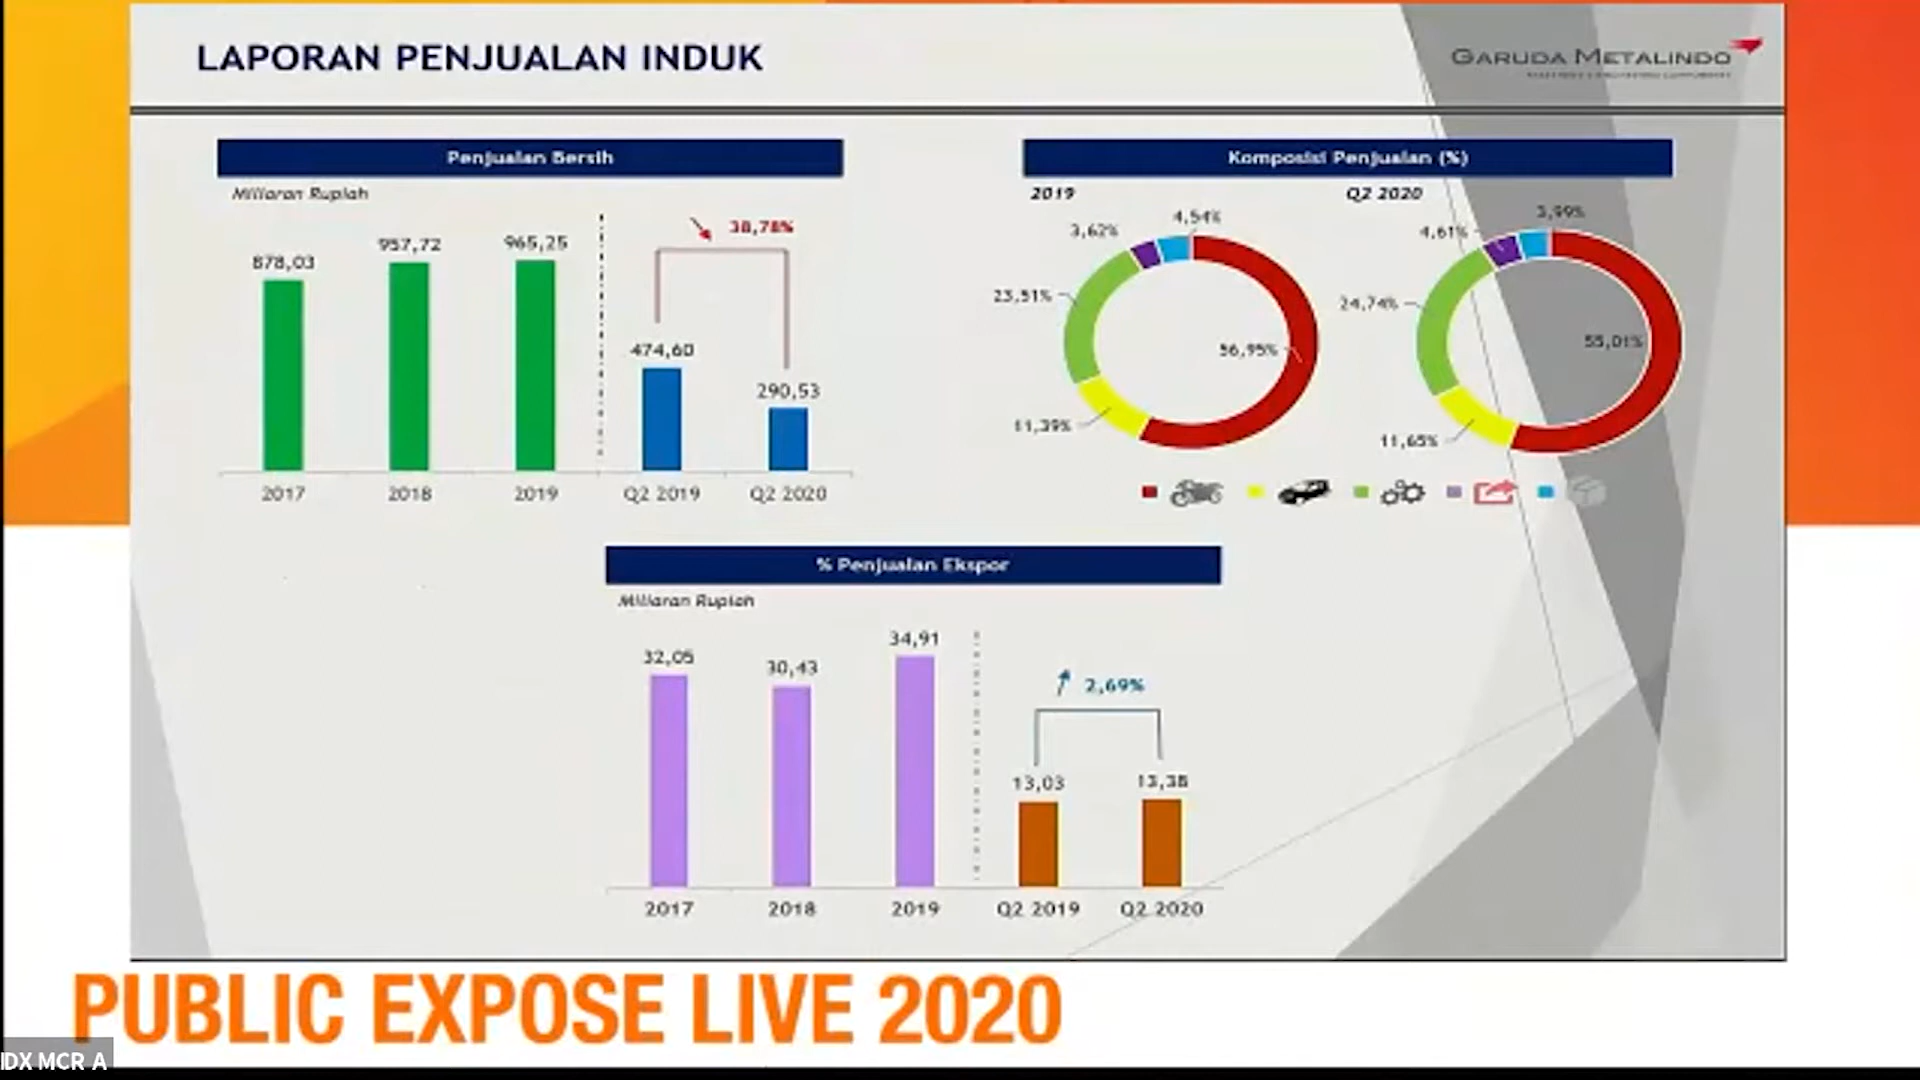 LAPORAN PENJUALAN INDUK
GARUDA METALINDO
Penjualan Bersih
Miliaran Rupiah
878,03
957,72
965,25
38,78%
474,60
290,53
2017
2018
2019
Q2 2019
Q2 2020
Komposisi Penjualan (%)
2019
Q2 2020
3,62%
4,54%
23,51%
56,95%
11,39%
4,61%
3,99%
24,74%
55,01%
11,65%
% Penjualan Ekspor
Miliaran Rupiah
32,05
30,43
34,91
2,69%
13,03
13,38
2017
2018
2019
Q2 2019
Q2 2020
PUBLIC EXPOSE LIVE 2020
IDX MCR A